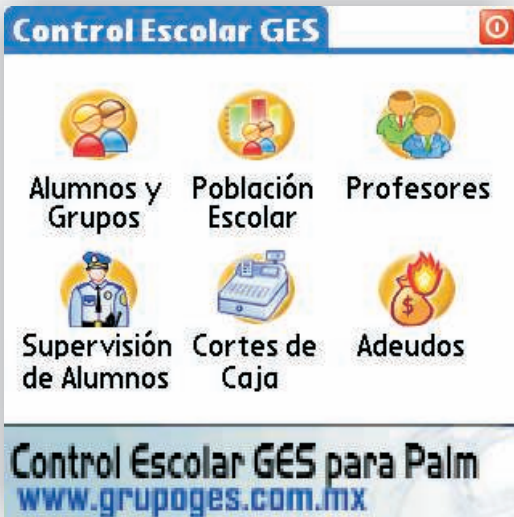 Control Escolar GES
Alumnos y
Grupos
Población
Escolar
Profesores
Supervisión
de Alumnos
Cortes de
Caja
Adeudos
Control Escolar GES para Palm
www.grupoges.com.mx